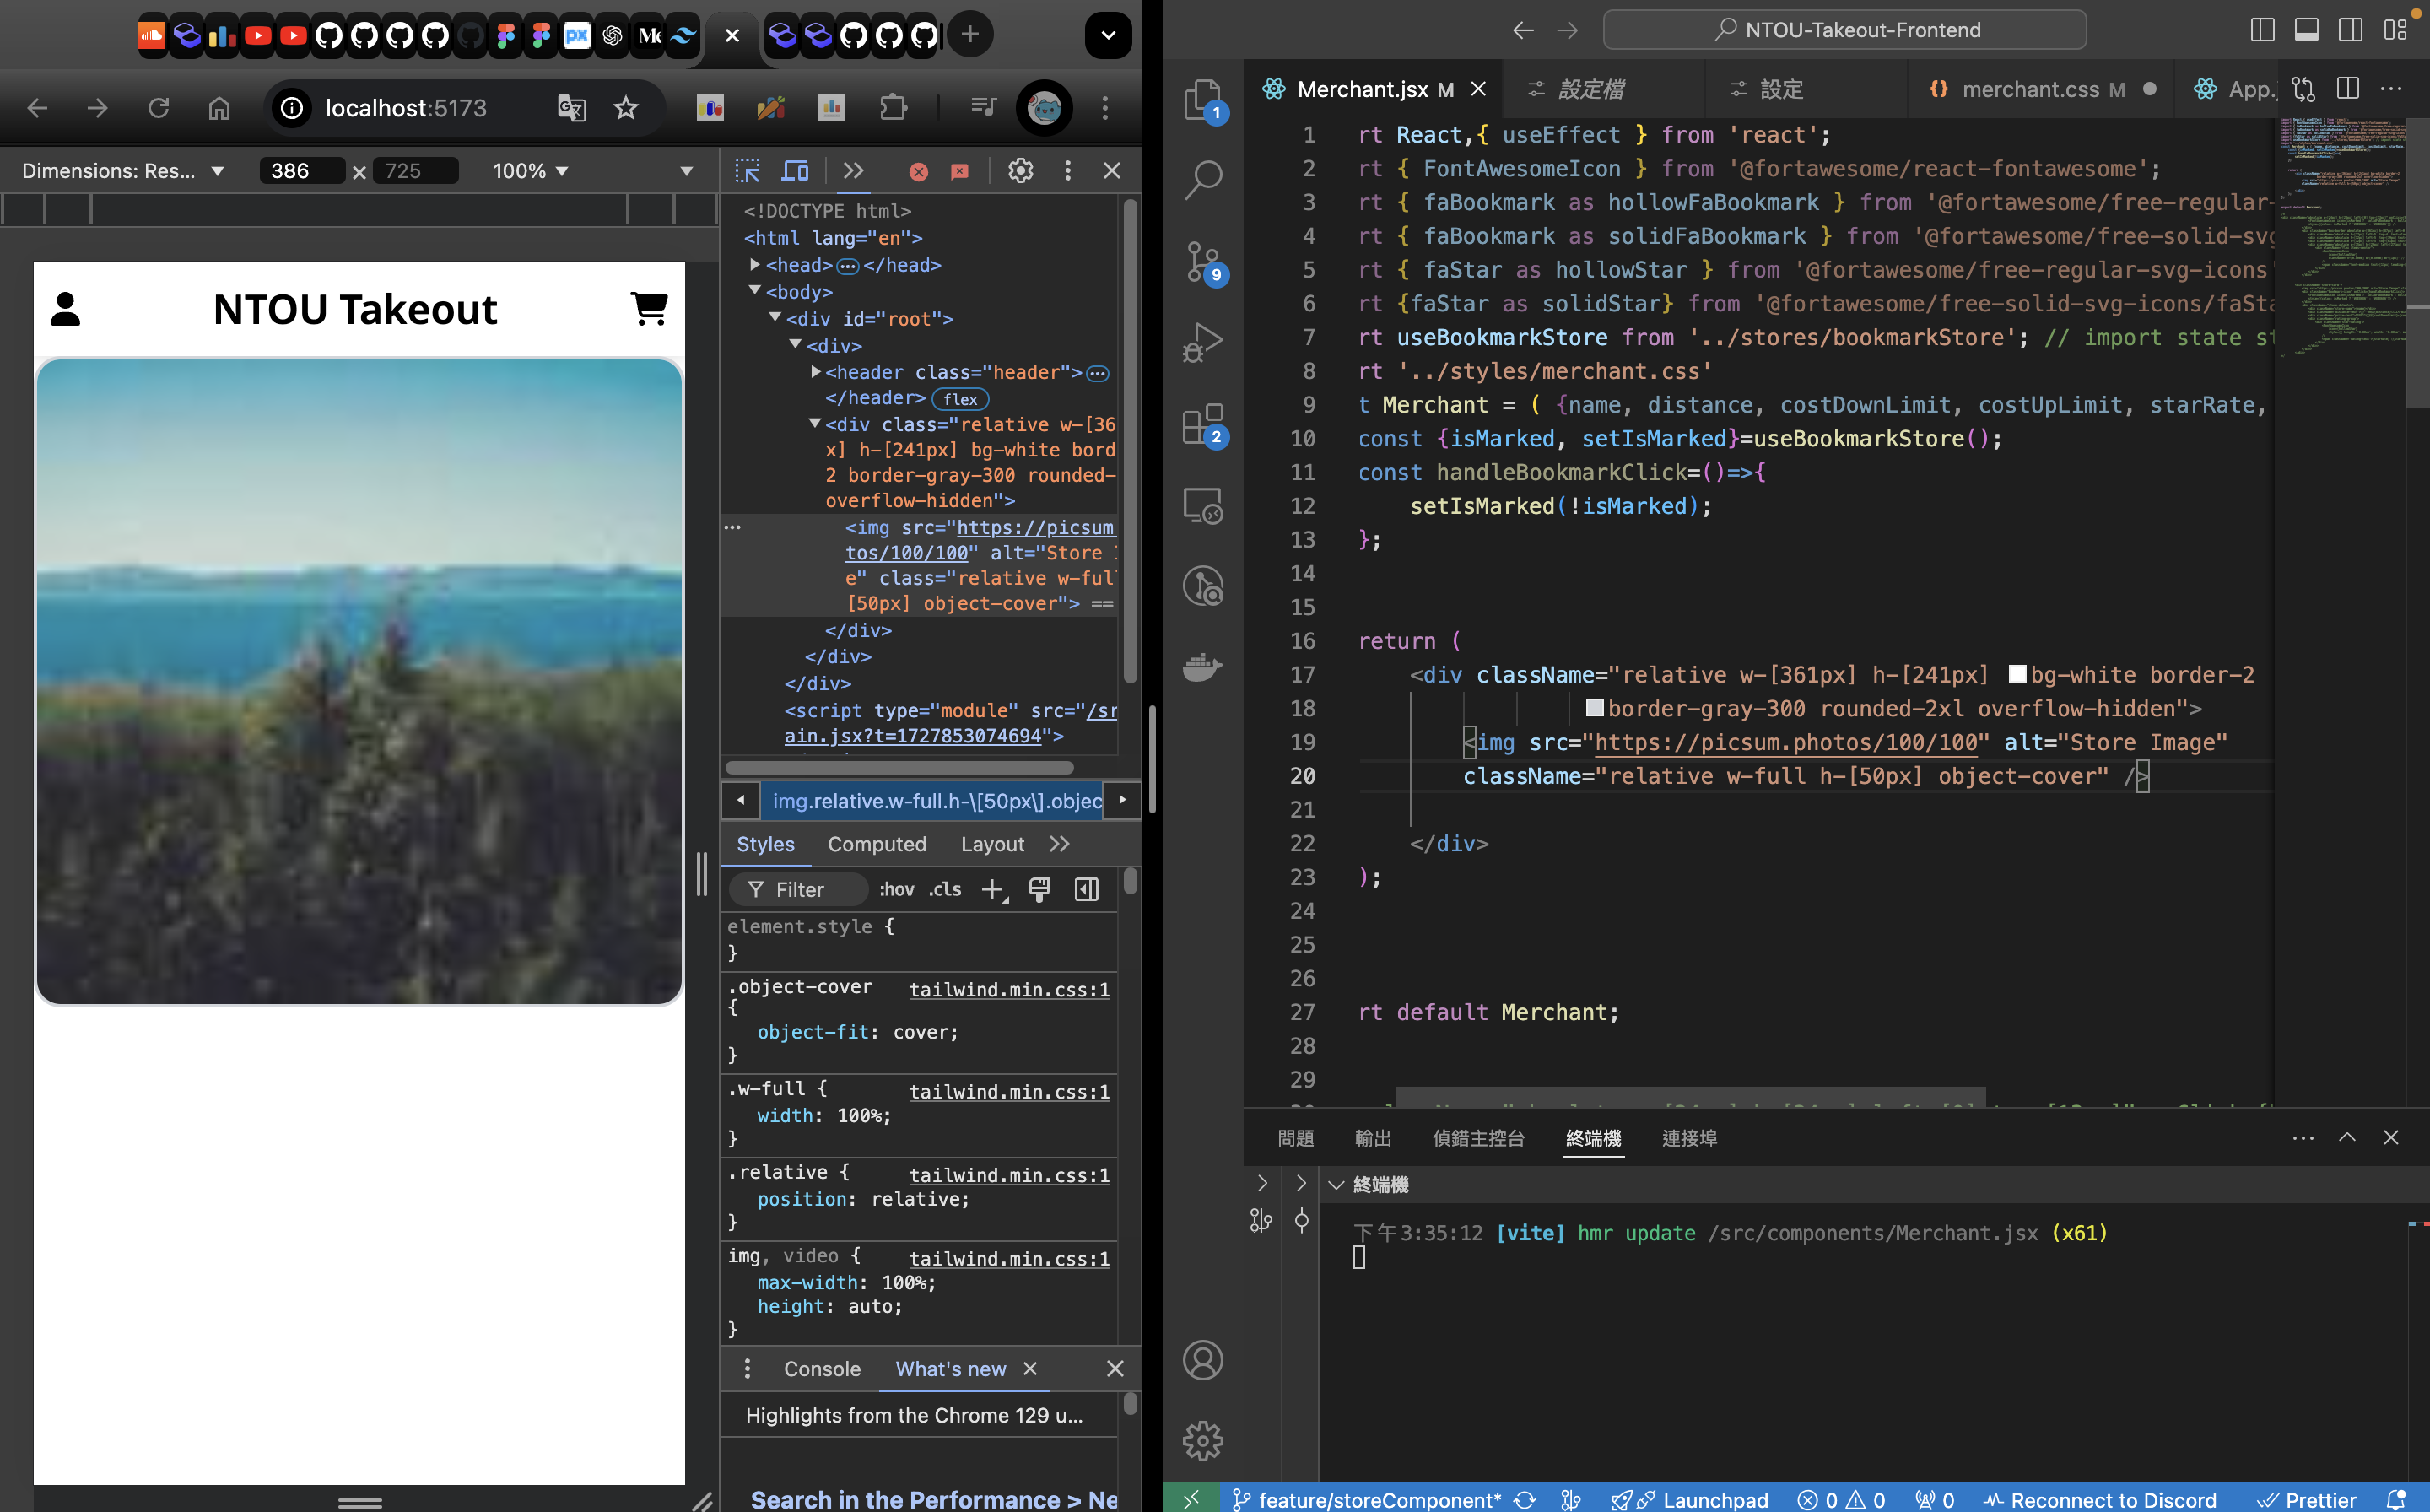 localhost:5173
Dimensions: Res... 386 × 725 100%
NTOU Takeout
<!DOCTYPE html>
<html lang="en">
<head> ••• </head>
<body>
<div id="root">
<div>
<header class="header"> •••
</header> flex
<div class="relative w-[36
x] h-[241px] bg-white bord
2 border-gray-300 rounded-
overflow-hidden">
<img src="https://picsum.
tos/100/100" alt="Store
e" class="relative w-ful
[50px] object-cover"> ==
</div>
</div>
</div>
<script type="module" src="/sr
ain.jsx?t=1727853074694">
img.relative.w-full.h-\[50px\].objec
Styles Computed Layout
Filter :hov .cls
element.style {
}
.object-cover tailwind.min.css:1
{
object-fit: cover;
}
.w-full { tailwind.min.css:1
width: 100%;
}
.relative { tailwind.min.css:1
position: relative;
}
img, video { tailwind.min.css:1
max-width: 100%;
height: auto;
}
Console What's new
Highlights from the Chrome 129 u...
Search in the Performance > Ne
NTOU-Takeout-Frontend
Merchant.jsx M 設定檔 設定 {} merchant.css M App.
1 rt React,{ useEffect } from 'react';
2 rt { FontAwesomeIcon } from '@fortawesome/react-fontawesome';
3 rt { faBookmark as hollowFaBookmark } from '@fortawesome/free-regular-
4 rt { faBookmark as solidFaBookmark } from '@fortawesome/free-solid-svg
5 rt { faStar as hollowStar } from '@fortawesome/free-regular-svg-icons
6 rt {faStar as solidStar} from '@fortawesome/free-solid-svg-icons/faSta
7 rt useBookmarkStore from '../stores/bookmarkStore'; // import state st
8 rt '../styles/merchant.css'
9 t Merchant = ( {name, distance, costDownLimit, costUpLimit, starRate,
10 const {isMarked, setIsMarked}=useBookmarkStore();
11 const handleBookmarkClick=()=>{
12 setIsMarked(!isMarked);
13 };
14
15
16 return (
17 <div className="relative w-[361px] h-[241px] bg-white border-2
18 border-gray-300 rounded-2xl overflow-hidden">
19 <img src="https://picsum.photos/100/100" alt="Store Image"
20 className="relative w-full h-[50px] object-cover" />
21
22 </div>
23 );
24
25
26
27 rt default Merchant;
28
29
1
9
2
問題 輸出 偵錯主控台 終端機 連接埠
終端機
下午3:35:12 [vite] hmr update /src/components/Merchant.jsx (x61)
feature/storeComponent* Launchpad 0 0 0 Reconnect to Discord Prettier